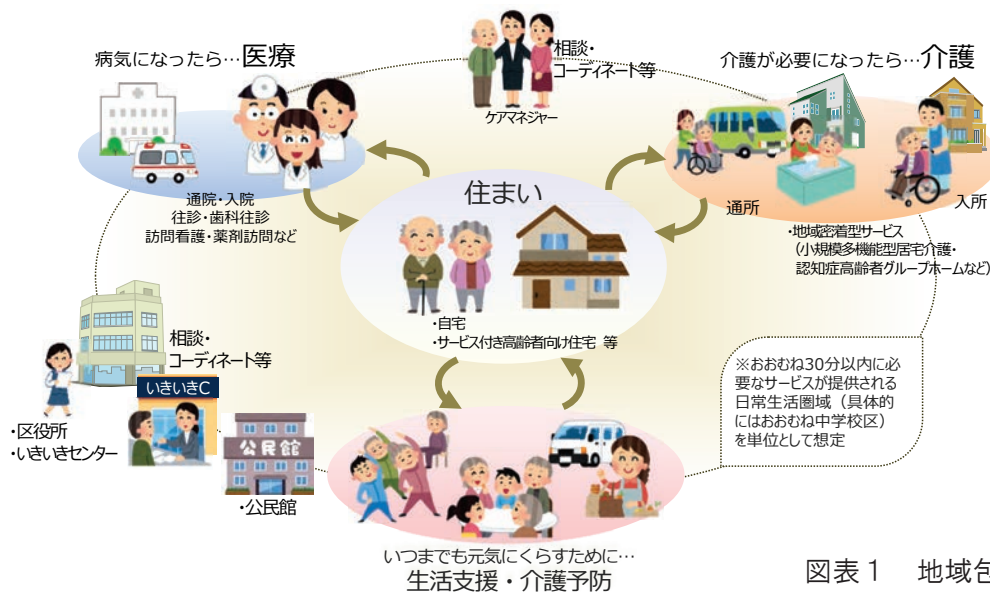 病気になったら…医療
通院・入院
往診・歯科往診
訪問看護・薬剤訪問など
相談・
コーディネート等
ケアマネジャー
介護が必要になったら…介護
通所
入所
・地域密着型サービス
(小規模多機能型居宅介護・
認知症高齢者グループホームなど)
住まい
・自宅
・サービス付き高齢者向け住宅 等
相談・
コーディネート等
いきいきC
・区役所
・いきいきセンター
公民館
・公民館
※おおむね30分以内に必
要なサービスが提供される
日常生活圏域（具体的
にはおおむね中学校区）
を単位として想定
いつまでも元気にくらすために…
生活支援・介護予防
図表1 地域包